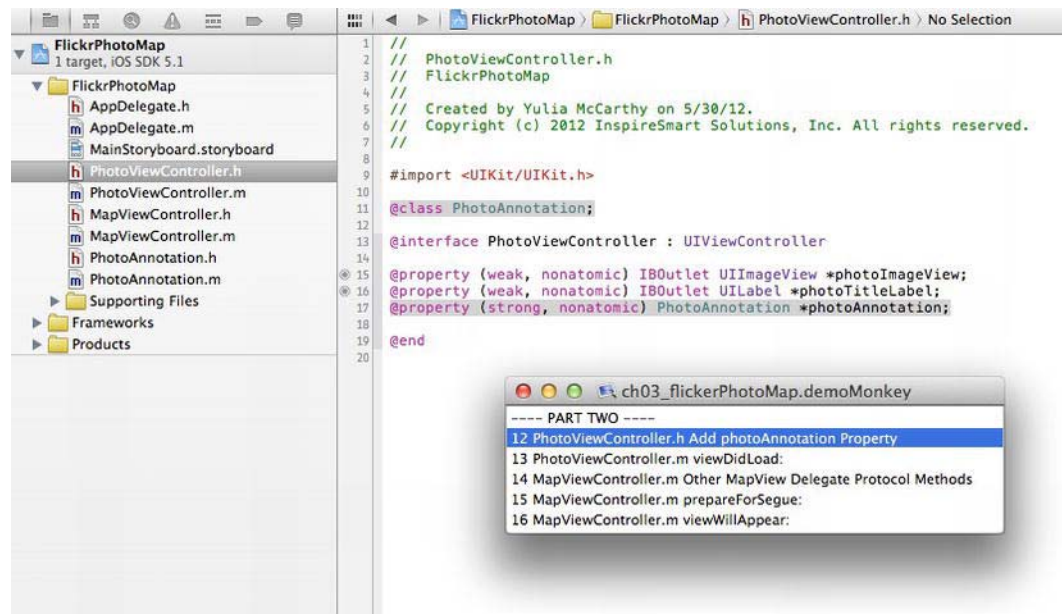 FlickrPhotoMap
1 target, iOS SDK 5.1
FlickrPhotoMap
h AppDelegate.h
m AppDelegate.m
MainStoryboard.storyboard
h PhotoViewController.h
m PhotoViewController.m
h MapViewController.h
m MapViewController.m
h PhotoAnnotation.h
m PhotoAnnotation.m
Supporting Files
Frameworks
Products
FlickrPhotoMap 〉 FlickrPhotoMap 〉 h PhotoViewController.h 〉 No Selection
1 //
2 //  PhotoViewController.h
3 //  FlickrPhotoMap
4 //
5 //  Created by Yulia McCarthy on 5/30/12.
6 //  Copyright (c) 2012 InspireSmart Solutions, Inc. All rights reserved.
7 //
8
9 #import <UIKit/UIKit.h>
10
11 @class PhotoAnnotation;
12
13 @interface PhotoViewController : UIViewController
14
15 @property (weak, nonatomic) IBOutlet UIImageView *photoImageView;
16 @property (weak, nonatomic) IBOutlet UILabel *photoTitleLabel;
17 @property (strong, nonatomic) PhotoAnnotation *photoAnnotation;
18
19 @end
20
ch03_flickerPhotoMap.demoMonkey
---- PART TWO ----
12 PhotoViewController.h Add photoAnnotation Property
13 PhotoViewController.m viewDidLoad:
14 MapViewController.m Other MapView Delegate Protocol Methods
15 MapViewController.m prepareForSegue:
16 MapViewController.m viewWillAppear: